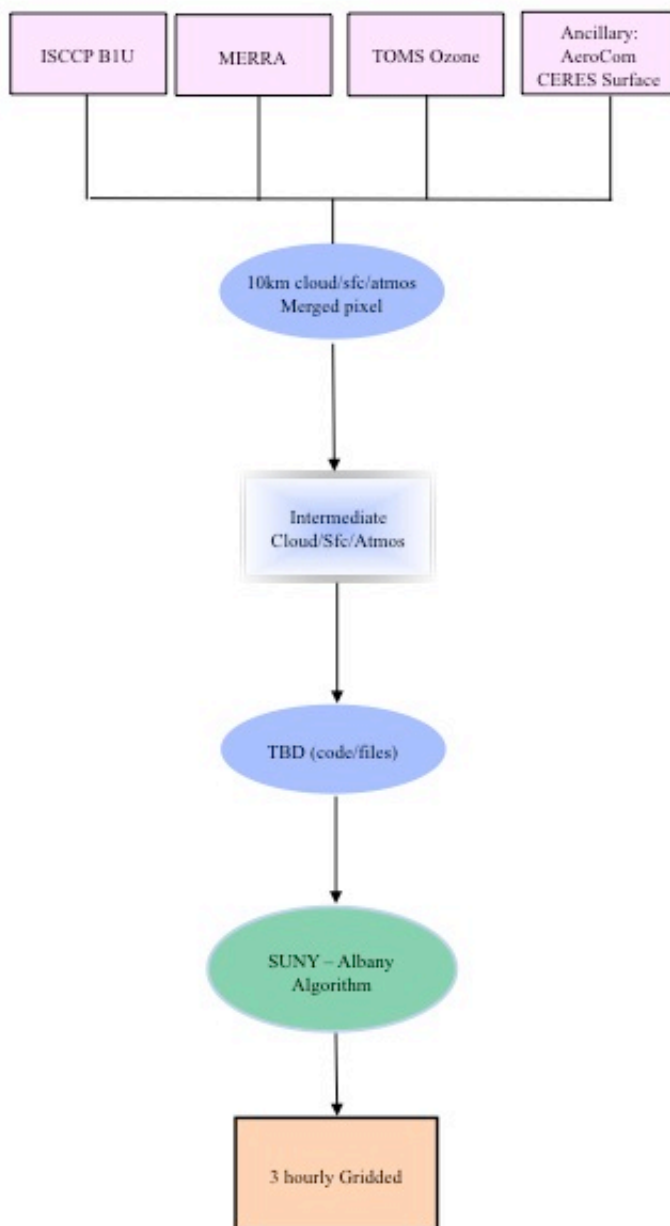 ISCCP B1U
MERRA
TOMS Ozone
Ancillary:
AeroCom
CERES Surface
10km cloud/sfc/atmos
Merged pixel
Intermediate
Cloud/Sfc/Atmos
TBD (code/files)
SUNY – Albany
Algorithm
3 hourly Gridded